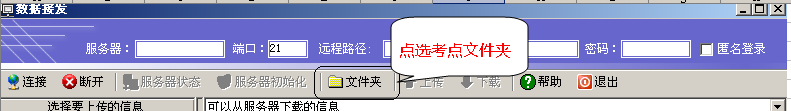 数据接发
服务器： 端口：21 远程路径： 密码： 匿名登录
点选考点文件夹
连接 断开 服务器状态 服务器初始化 文件夹 上传 下载 帮助 退出
选择要上传的信息 可以从服务器下载的信息